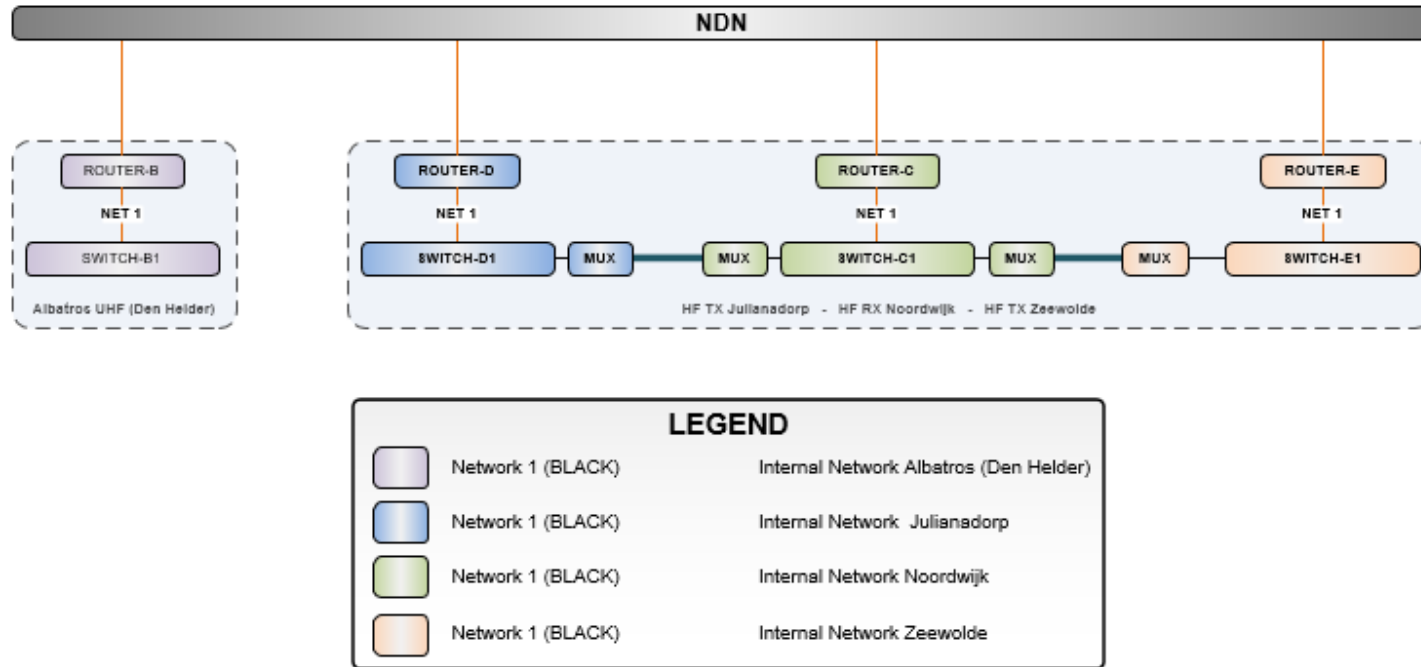 NDN
ROUTER-B
ROUTER-D
ROUTER-C
ROUTER-E
NET 1
NET 1
NET 1
NET 1
SWITCH-B1
SWITCH-D1
MUX
MUX
SWITCH-C1
MUX
MUX
SWITCH-E1
Albatros UHF (Den Helder)
HF TX Julianadorp - HF RX Noordwijk - HF TX Zeewolde
LEGEND
Network 1 (BLACK) Internal Network Albatros (Den Helder)
Network 1 (BLACK) Internal Network Julianadorp
Network 1 (BLACK) Internal Network Noordwijk
Network 1 (BLACK) Internal Network Zeewolde